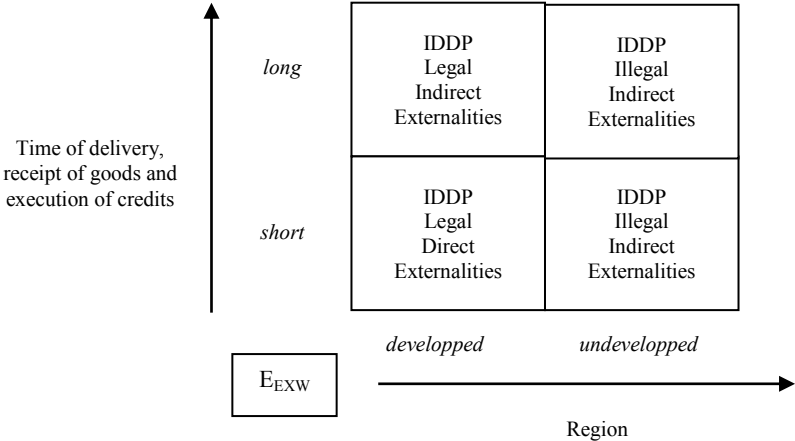 long
IDDP
Legal
Indirect
Externalities
IDDP
Illegal
Indirect
Externalities
Time of delivery,
receipt of goods and
execution of credits
short
IDDP
Legal
Direct
Externalities
IDDP
Illegal
Indirect
Externalities
developped
undevelopped
E_EXW
Region